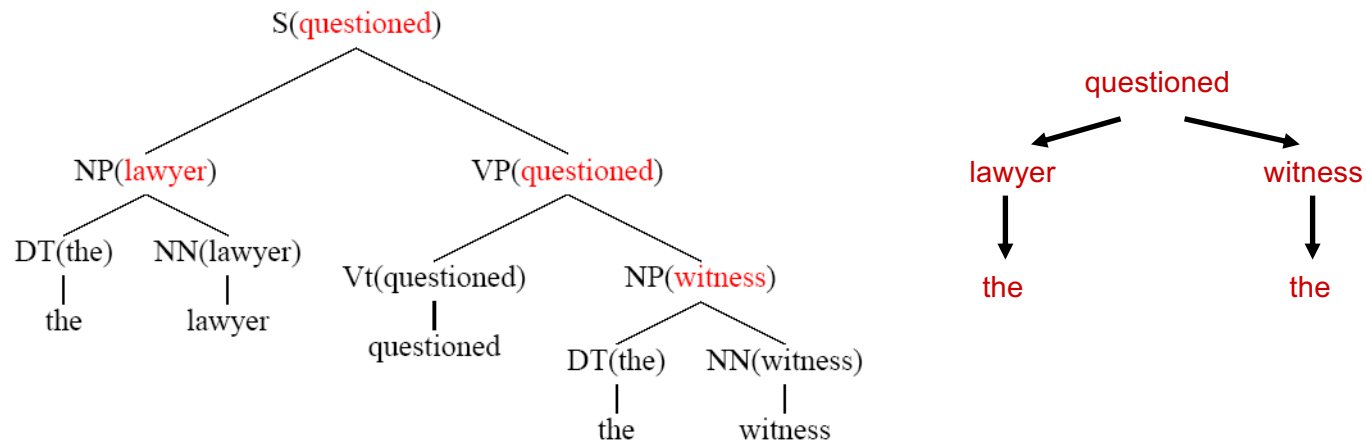 S(questioned)
NP(lawyer) VP(questioned)
DT(the) NN(lawyer) Vt(questioned) NP(witness)
the lawyer questioned DT(the) NN(witness)
the witness
questioned
lawyer witness
the the